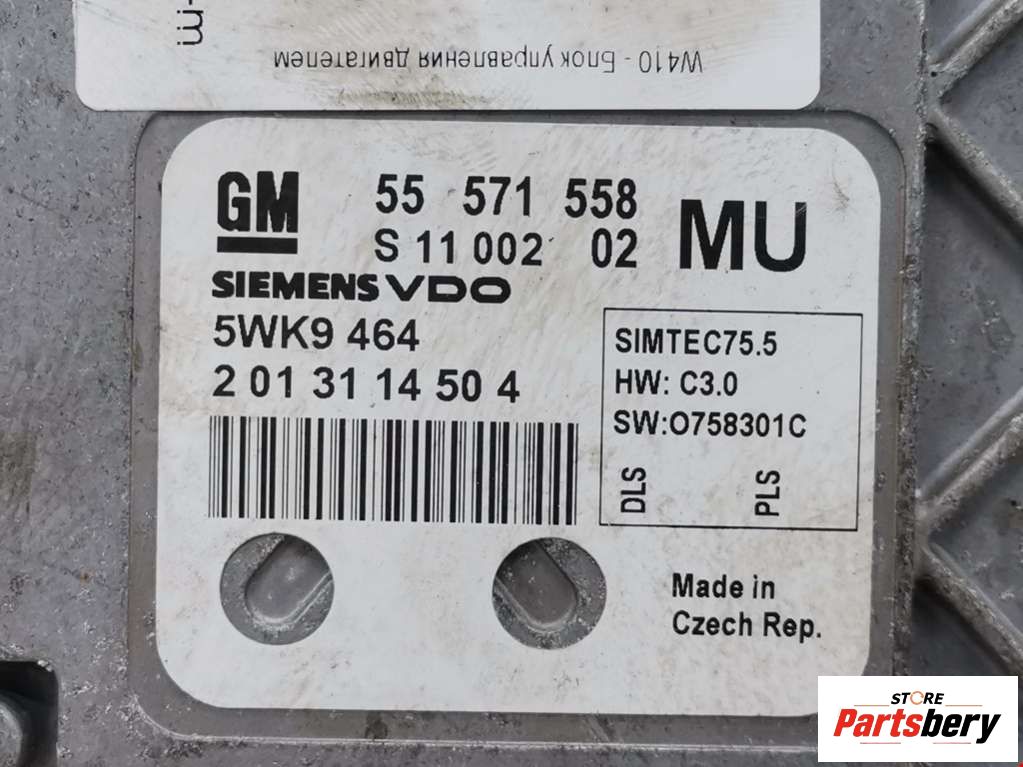 W410 - Блок управления двигателем
GM 55 571 558 MU
S 11 002 02
SIEMENS VDO
5WK9 464
2 01 31 14 50 4
SIMTEC75.5
HW: C3.0
SW:O758301C
DLS PLS
Made in
Czech Rep.
STORE
Partsbery